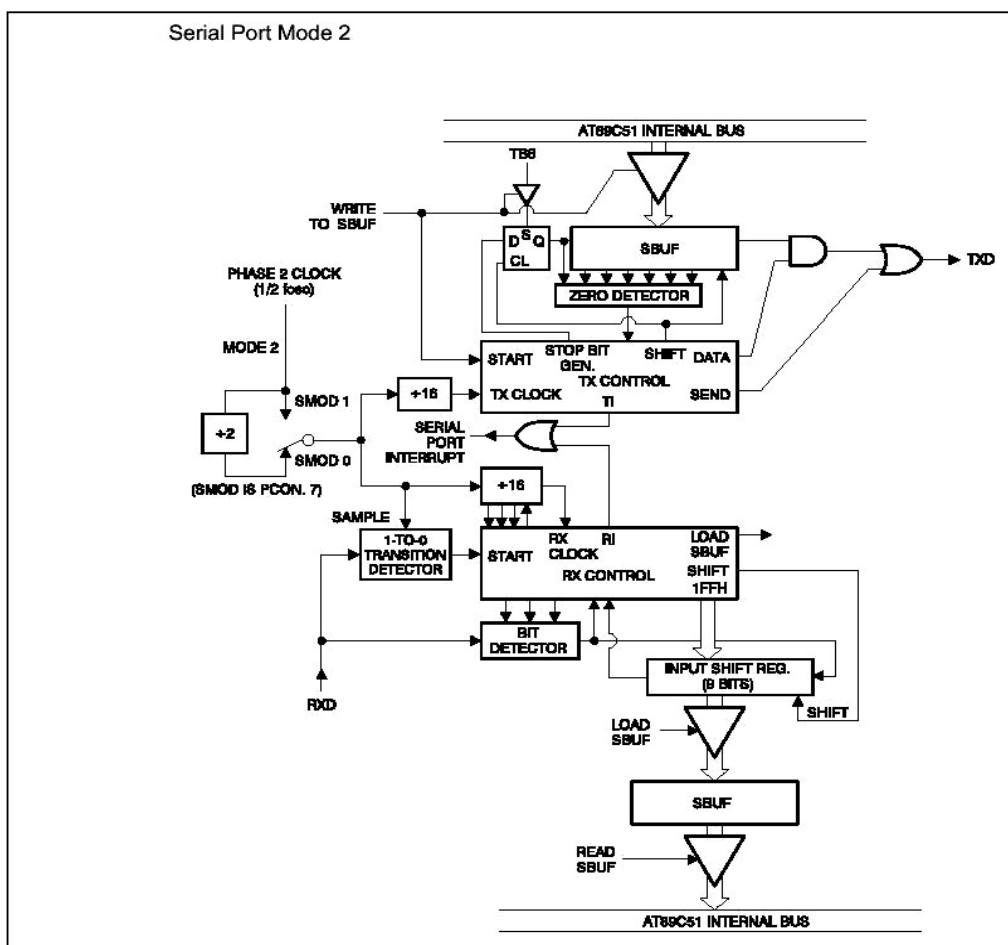 Serial Port Mode 2
AT89C51 INTERNAL BUS
TB8
WRITE
TO SBUF
D S Q
CL
SBUF
TXD
ZERO DETECTOR
PHASE 2 CLOCK
(1/2 fosc)
MODE 2
START
STOP BIT
GEN.
SHIFT
DATA
TX CONTROL
TX CLOCK
TI
SEND
÷16
SMOD 1
÷2
SMOD 0
(SMOD IS PCON. 7)
SERIAL
PORT
INTERRUPT
÷16
SAMPLE
1-TO-0
TRANSITION
DETECTOR
START
RX
CLOCK
RI
LOAD
SBUF
RX CONTROL
SHIFT
1FFH
BIT
DETECTOR
INPUT SHIFT REG.
(9 BITS)
RXD
SHIFT
LOAD
SBUF
SBUF
READ
SBUF
AT89C51 INTERNAL BUS